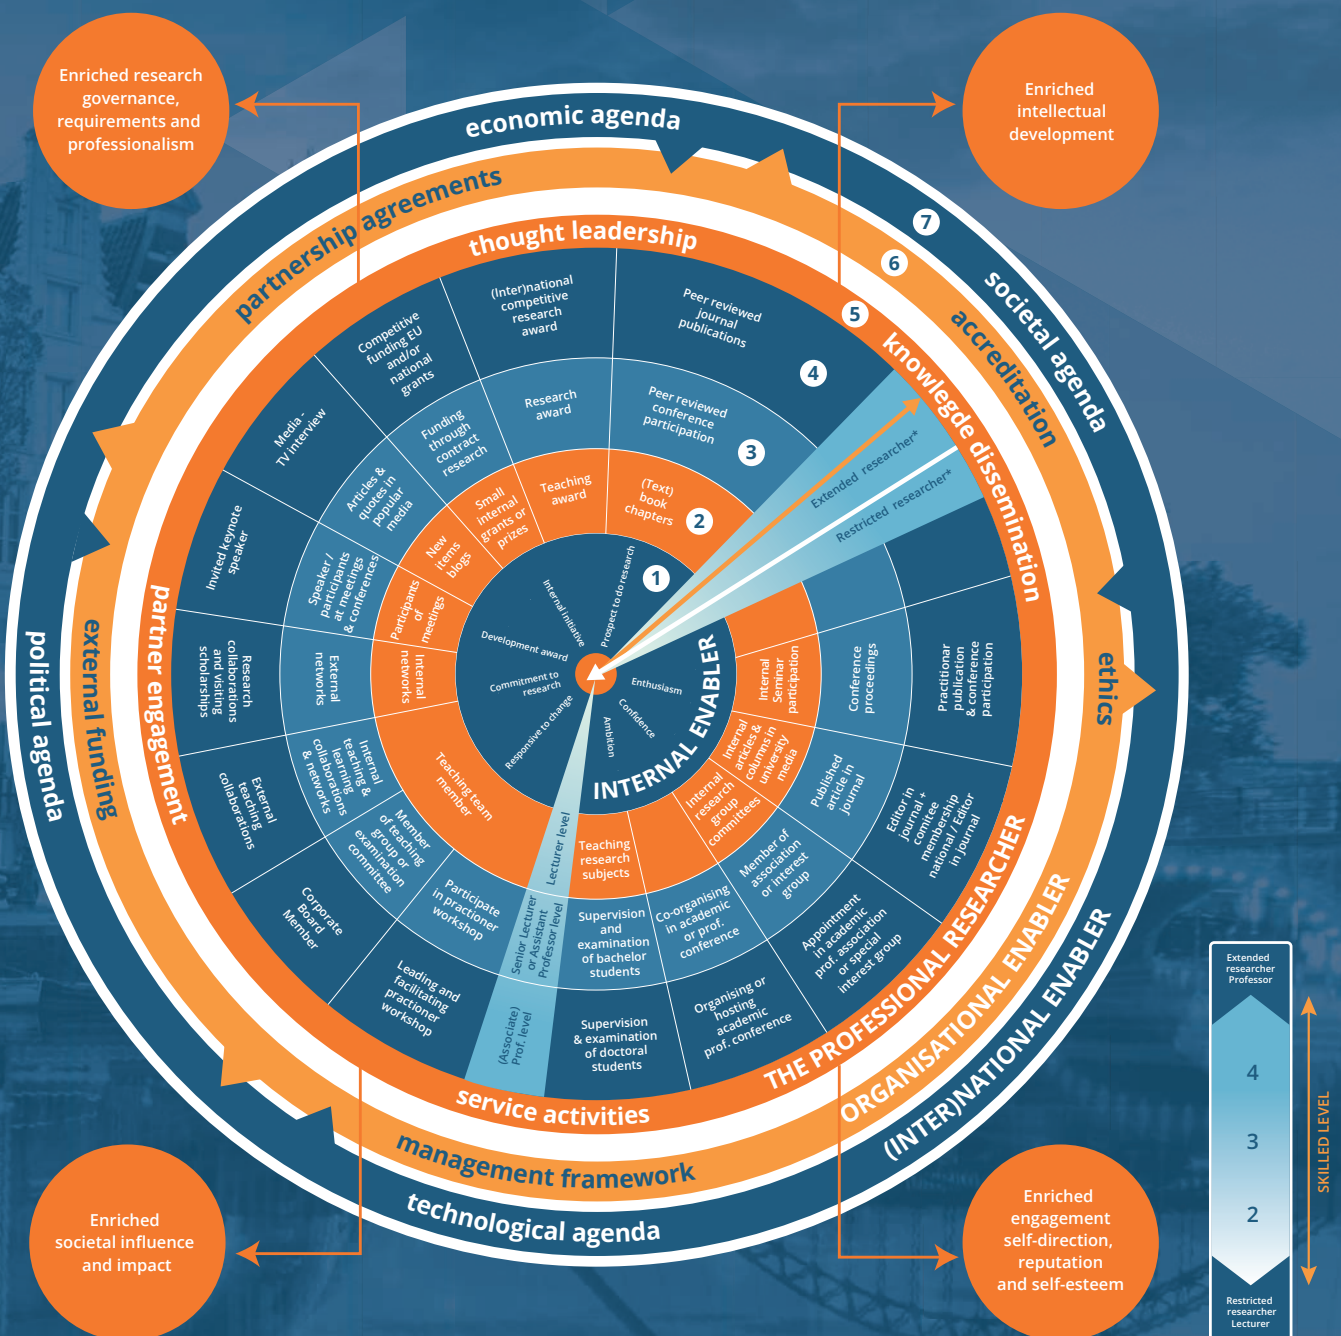 Enriched research
governance,
requirements and
professionalism
Enriched
intellectual
development
economic agenda
societal agenda
political agenda
technological agenda
(INTER)NATIONAL ENABLER
7
partnership agreements
accreditation
ethics
external funding
management framework
ORGANISATIONAL ENABLER
6
thought leadership
knowlegde dissemination
partner engagement
service activities
THE PROFESSIONAL RESEARCHER
5
(Inter)national
competitive
research
award
Peer reviewed
journal
publications
4
Competitive
funding EU
and/or
national
grants
Media -
TV interview
Invited keynote
speaker
Research
collaborations
and visiting
scholarships
External
teaching
collaborations
Corporate
Board
Member
Leading and
facilitating
practioner
workshop
(Associate)
Prof. level
Supervision
& examination
of doctoral
students
Organising or
hosting
academic
prof. conference
Appointment
in academic
prof. association
or special
interest group
Editor in
journal +
comitee
membership
national / Editor
in journal
Practitionar
publication
& conference
participation
Research
award
Peer reviewed
conference
participation
3
Funding
through
contract
research
Articles &
quotes in
popular
media
Speaker /
participants
at meetings
& conferences
External
networks
Internal
teaching &
learning
collaborations
& networks
Member
of teaching
group or
examination
committee
Participate
in practioner
workshop
Senior Lecturer
or Assistant
Professor level
Supervision
and
examination
of bachelor
students
Co-organising
in academic
or prof.
conference
Member of
association
or interest
group
Published
article in
journal
Conference
proceedings
Teaching
award
(Text)
book
chapters
2
Small
internal
grants or
prizes
New
Items
blogs
Participants
of
meetings
Internal
networks
Teaching team
member
Lecturer level
Teaching
research
subjects
Internal
research
group
committees
Internal
articles &
columns in
university
media
Internal
Seminar
participation
Extended researcher*
Restricted researcher*
1
Prospect to do research
Internal initiative
Development award
Commitment to
research
Responsive to change
Ambition
Confidence
Enthusiasm
INTERNAL ENABLER
Enriched
societal influence
and impact
Enriched
engagement
self-direction,
reputation
and self-esteem
Extended
researcher
Professor
4
3
2
SKILLED LEVEL
Restricted
researcher
Lecturer